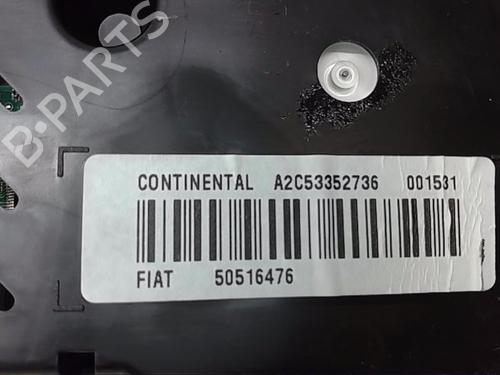 B-PARTS
CONTINENTAL A2C53352736 001531
FIAT 50516476